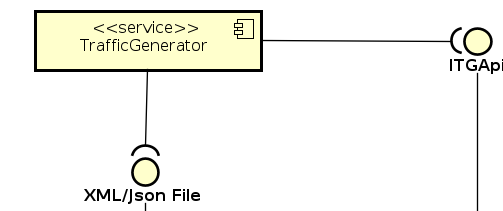 <<service>>
TrafficGenerator
ITGApi
XML/Json File